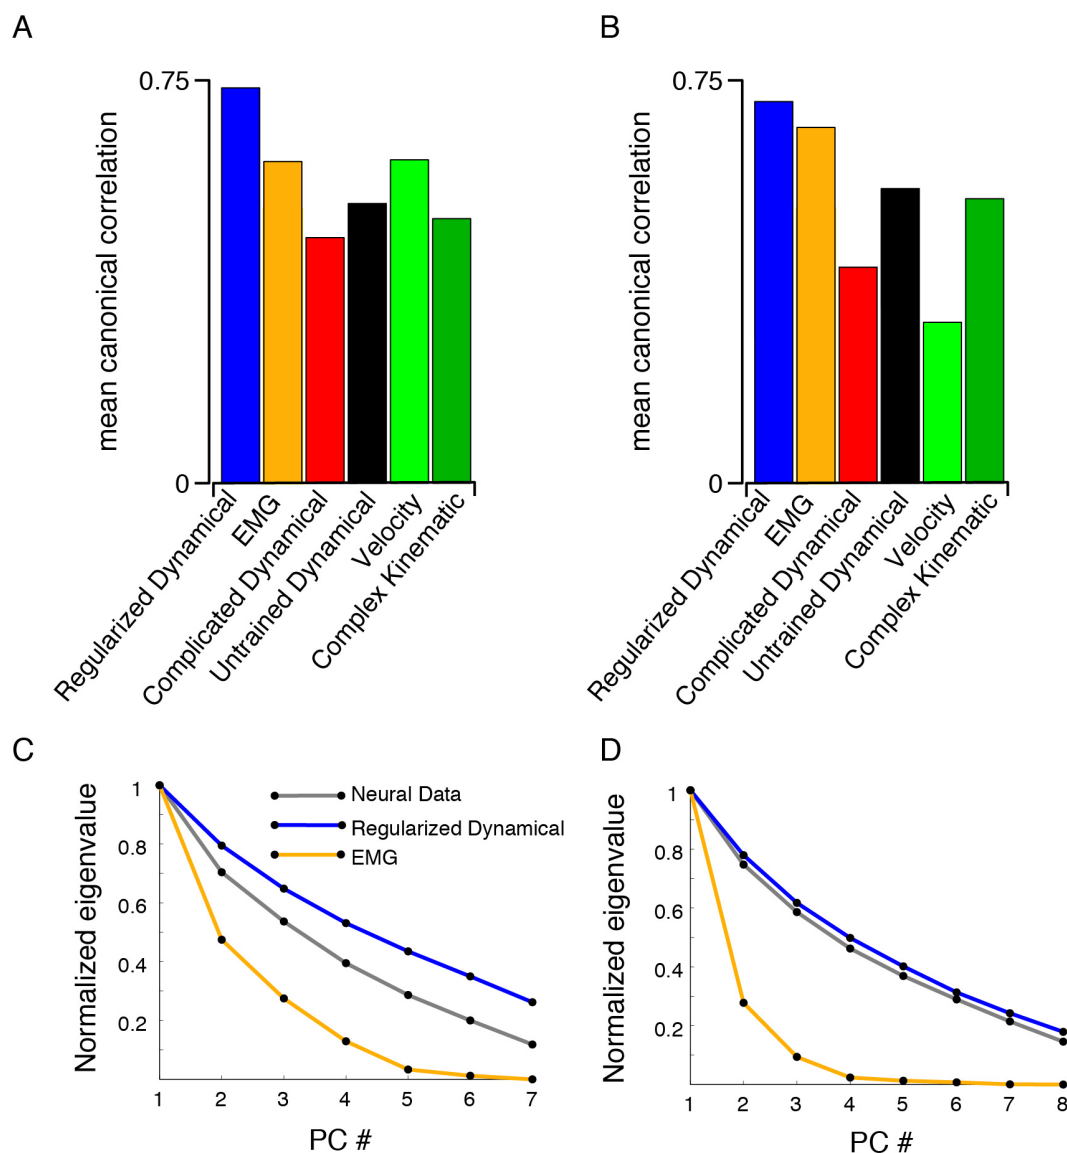 A
B
mean canonical correlation
0.75
0
Regularized Dynamical
EMG
Complicated Dynamical
Untrained Dynamical
Velocity
Complex Kinematic
mean canonical correlation
0.75
0
Regularized Dynamical
EMG
Complicated Dynamical
Untrained Dynamical
Velocity
Complex Kinematic
C
D
Normalized eigenvalue
1
0.8
0.6
0.4
0.2
Neural Data
Regularized Dynamical
EMG
1 2 3 4 5 6 7
PC #
Normalized eigenvalue
1
0.8
0.6
0.4
0.2
1 2 3 4 5 6 7 8
PC #